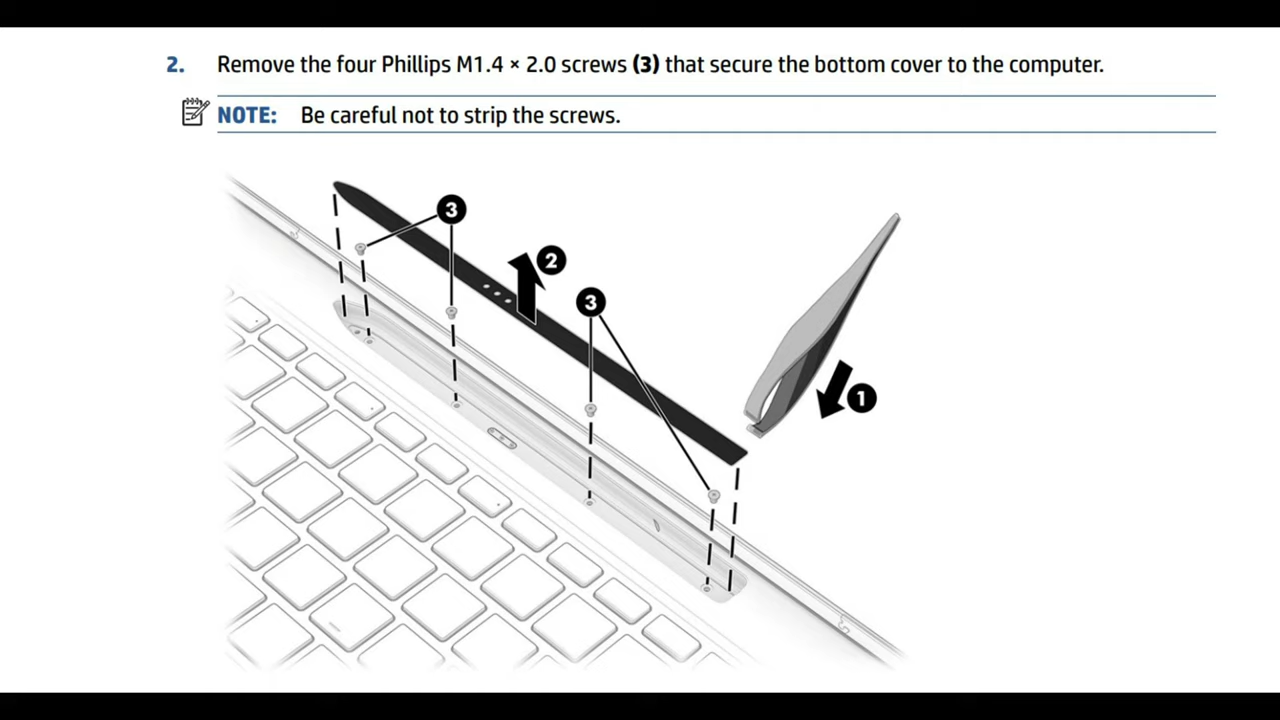 2. Remove the four Phillips M1.4 × 2.0 screws (3) that secure the bottom cover to the computer.
NOTE: Be careful not to strip the screws.
3
2
3
1